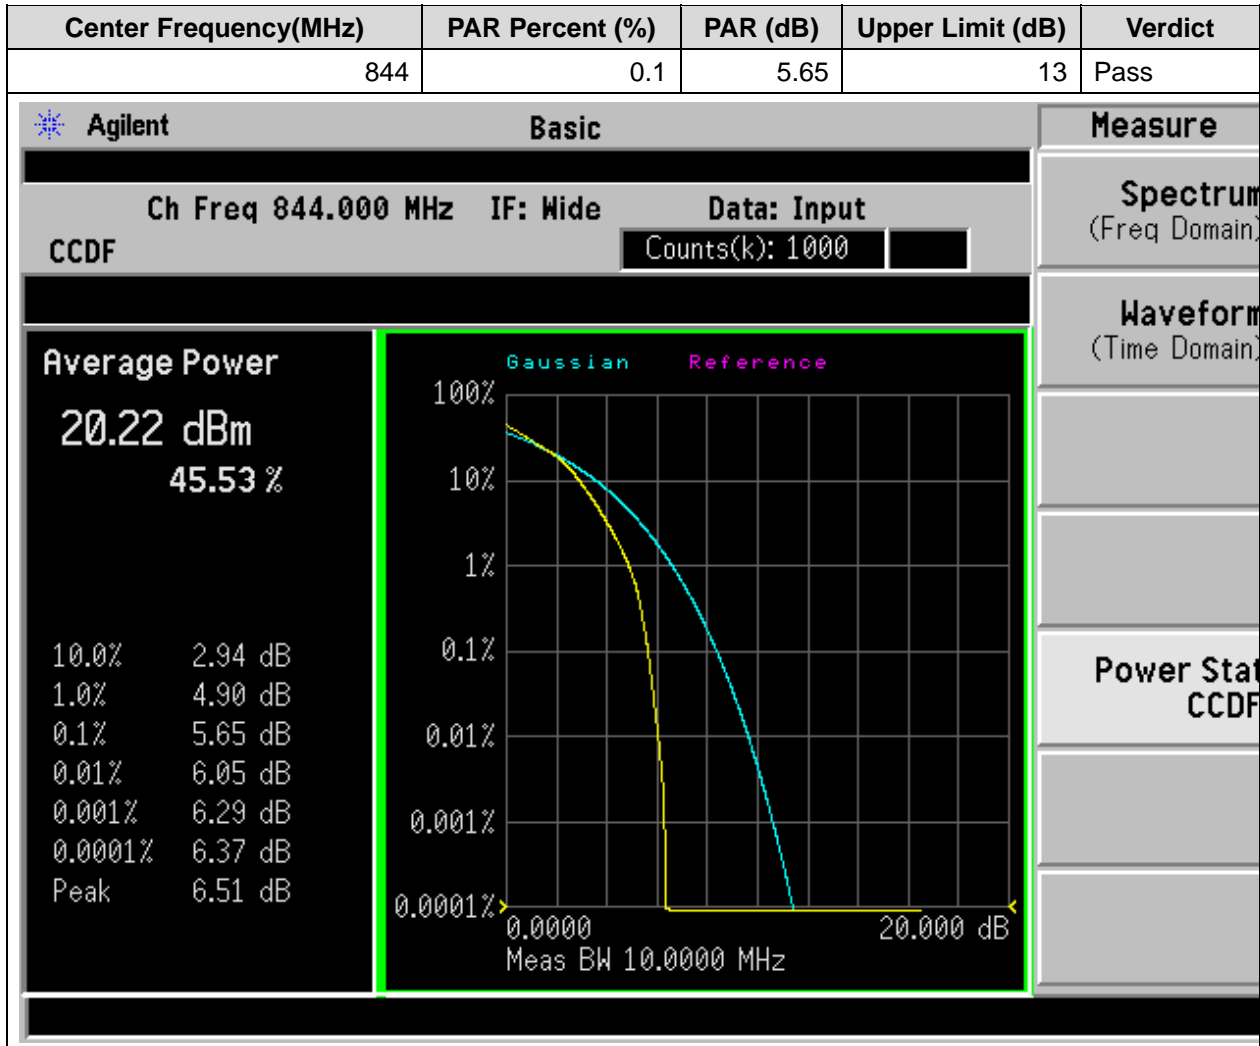 Center Frequency(MHz) PAR Percent (%) PAR (dB) Upper Limit (dB) Verdict
844 0.1 5.65 13 Pass
Agilent Basic Measure
Ch Freq 844.000 MHz IF: Wide Data: Input
CCDF Counts(k): 1000
Spectrum
(Freq Domain)
Waveform
(Time Domain)
Power Stat
CCDF
Average Power
20.22 dBm
45.53 %
10.0% 2.94 dB
1.0% 4.90 dB
0.1% 5.65 dB
0.01% 6.05 dB
0.001% 6.29 dB
0.0001% 6.37 dB
Peak 6.51 dB
Gaussian Reference
100%
10%
1%
0.1%
0.01%
0.001%
0.0001%
0.0000 20.000 dB
Meas BW 10.0000 MHz